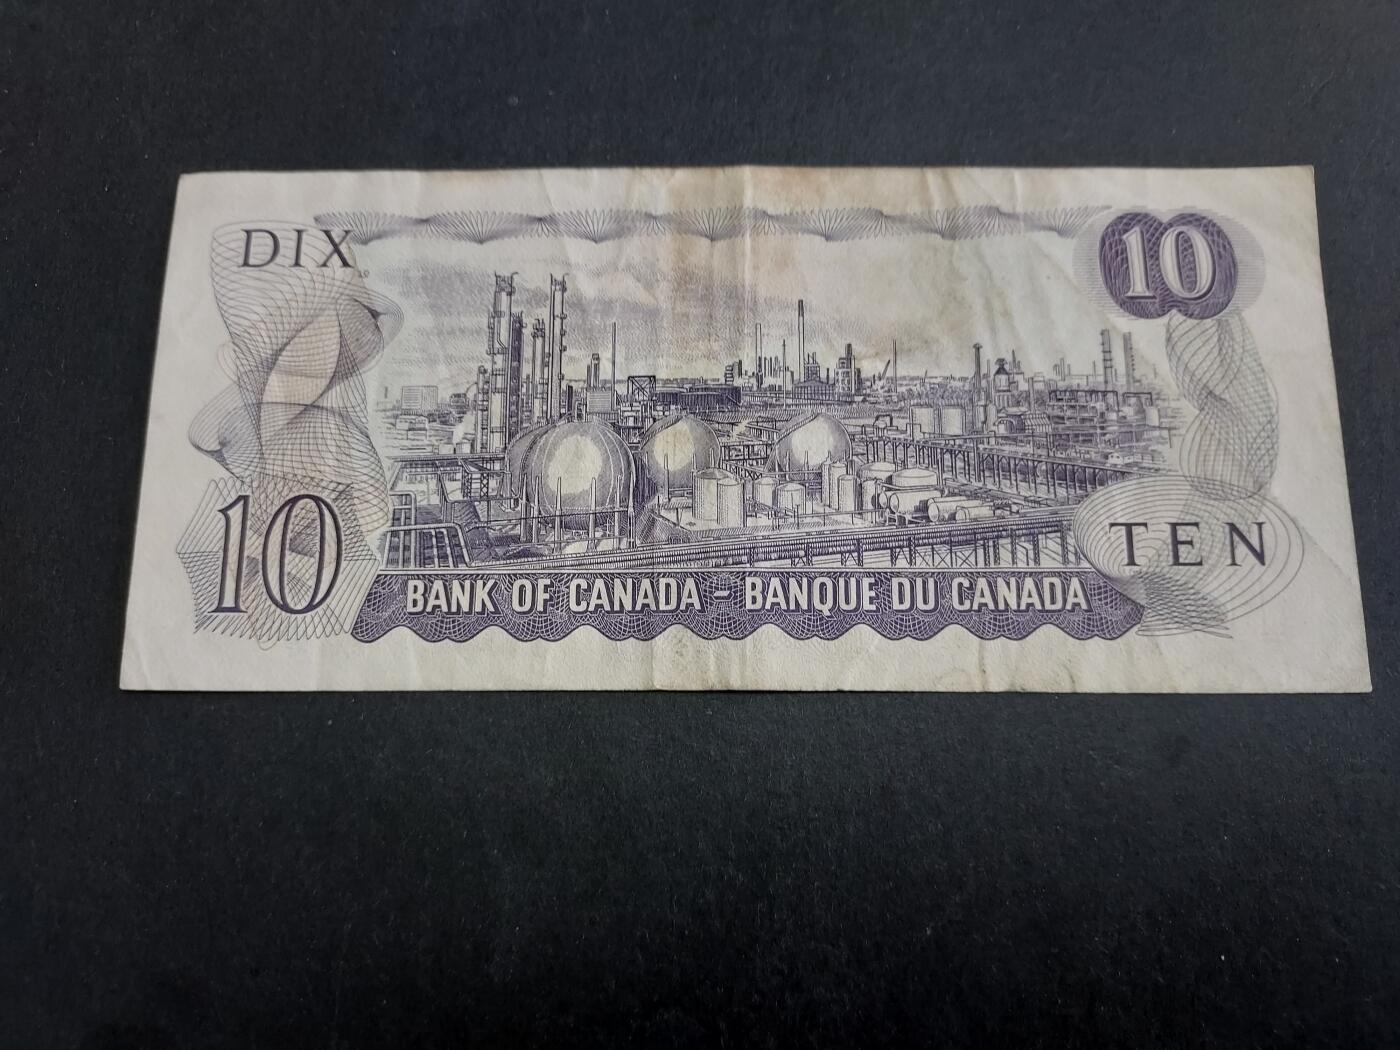 DIX
10
10
TEN
BANK OF CANADA - BANQUE DU CANADA